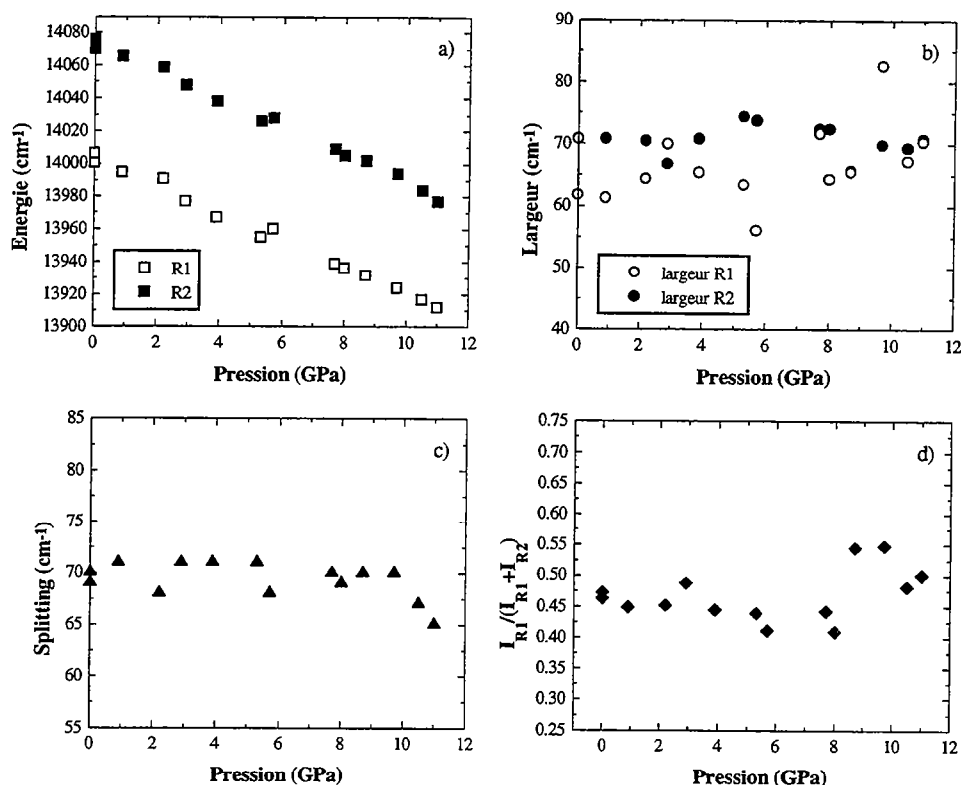 a)
Energie (cm-1)
14080
14060
14040
14020
14000
13980
13960
13940
13920
13900
R1
R2
0 2 4 6 8 10 12
Pression (GPa)
b)
Largeur (cm-1)
90
80
70
60
50
40
largeur R1
largeur R2
0 2 4 6 8 10 12
Pression (GPa)
c)
Splitting (cm-1)
85
80
75
70
65
60
55
0 2 4 6 8 10 12
Pression (GPa)
d)
IR1/(IR1+IR2)
0.75
0.70
0.65
0.60
0.55
0.50
0.45
0.40
0.35
0.30
0.25
0 2 4 6 8 10 12
Pression (GPa)